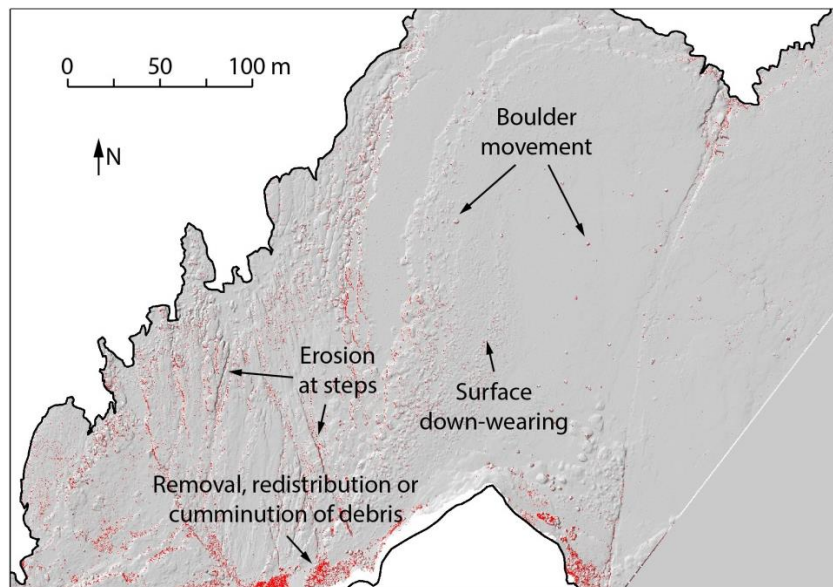 0 50 100 m
N
Boulder
movement
Erosion
at steps
Surface
down-wearing
Removal, redistribution or
cumminution of debris